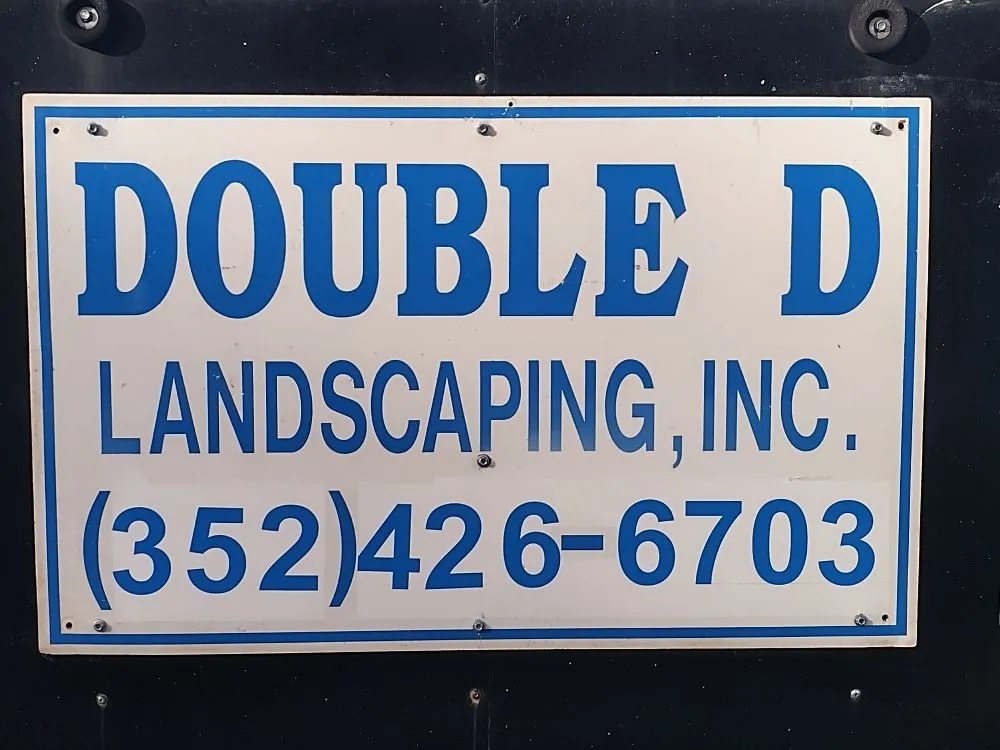 DOUBLE D
LANDSCAPING, INC.
(352)426-6703